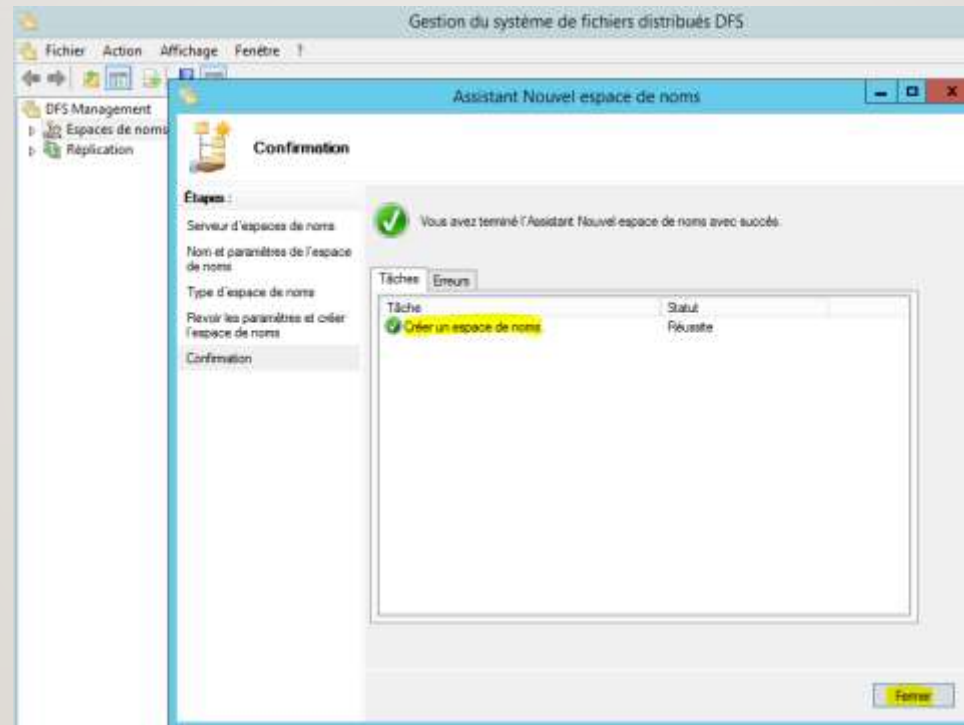 Gestion du système de fichiers distribués DFS
Fichier Action Affichage Fenêtre ?
DFS Management
Espaces de noms
Réplication
Assistant Nouvel espace de noms
Confirmation
Étapes :
Serveur d'espaces de noms
Nom et paramètres de l'espace
de noms
Type d'espace de noms
Revoir les paramètres et créer
l'espace de noms
Confirmation
Vous avez terminé l'Assistant Nouvel espace de noms avec succès.
Tâches Erreurs
Tâche Statut
Créer un espace de noms Réussite
Fermer